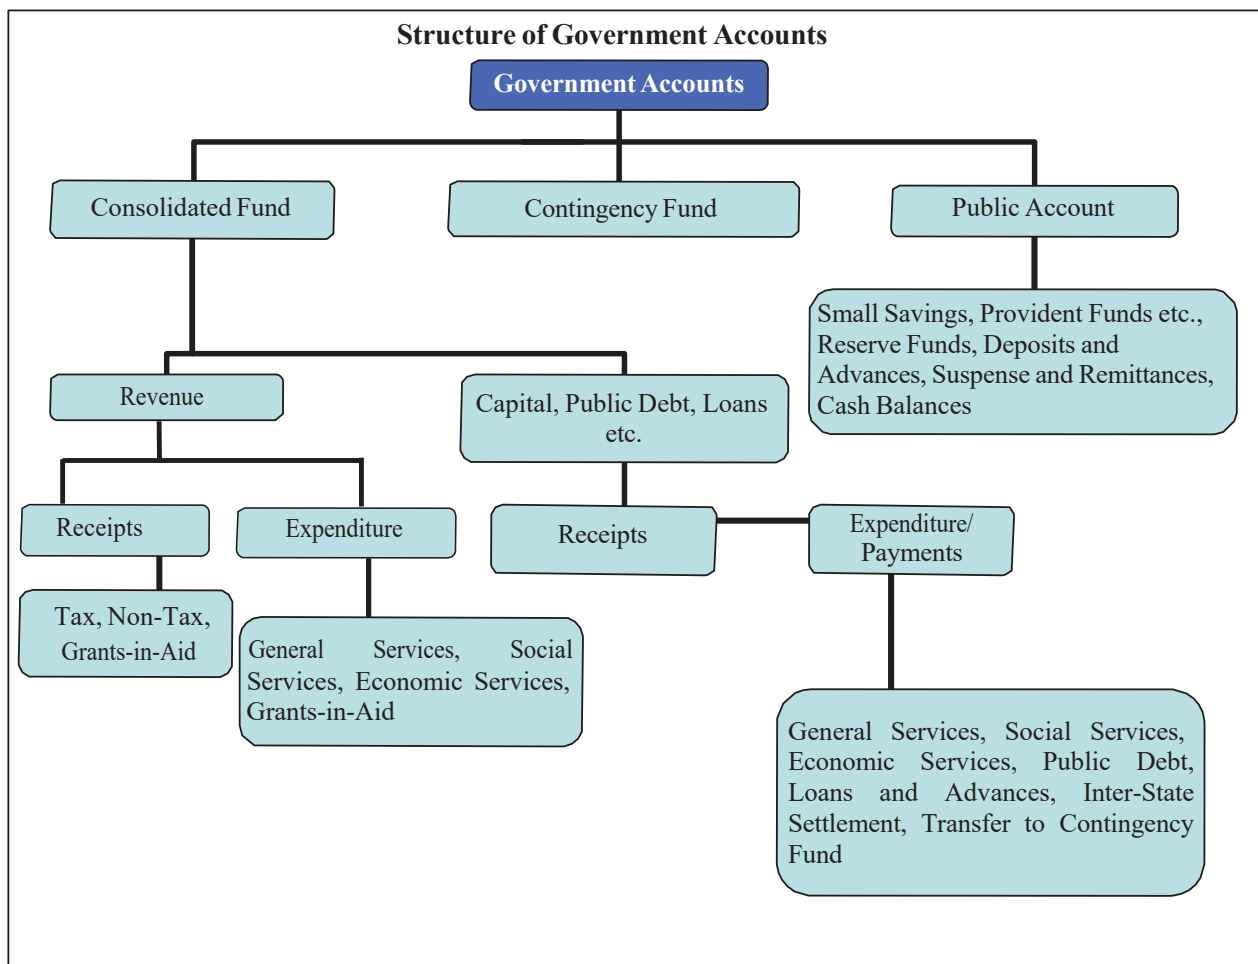 Structure of Government Accounts
Government Accounts
Consolidated Fund
Contingency Fund
Public Account
Small Savings, Provident Funds etc.,
Reserve Funds, Deposits and
Advances, Suspense and Remittances,
Cash Balances
Revenue
Capital, Public Debt, Loans
etc.
Receipts
Expenditure
Receipts
Expenditure/
Payments
Tax, Non-Tax,
Grants-in-Aid
General Services, Social
Services, Economic Services,
Grants-in-Aid
General Services, Social Services,
Economic Services, Public Debt,
Loans and Advances, Inter-State
Settlement, Transfer to Contingency
Fund